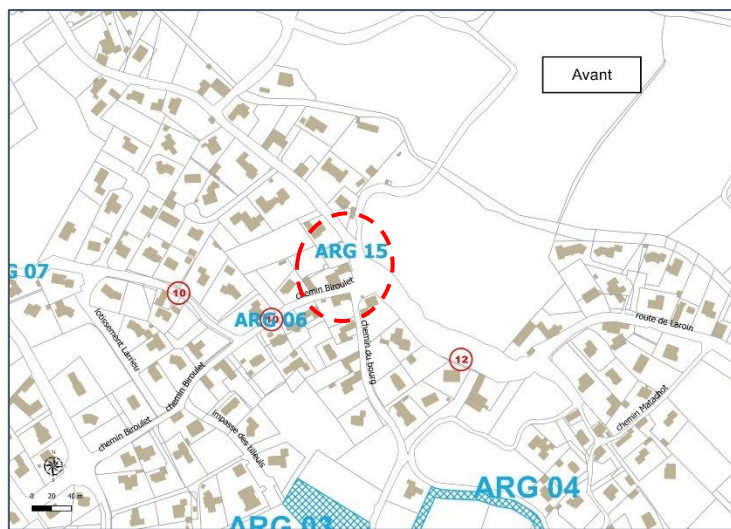 Avant
ARG 15
G 07
chemin Biroulet
10
ARG 06
10
lotissement Larrieu
route de Laroin
chemin du bourg
12
chemin Biroulet
chemin Matachot
chemin Biroulet
Impasse des tilleuls
ARG 04
0 20 40 m
ARG 03